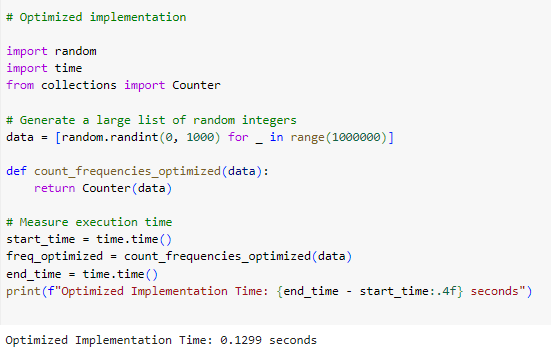 # Optimized implementation
import random
import time
from collections import Counter
# Generate a large list of random integers
data = [random.randint(0, 1000) for _ in range(1000000)]
def count_frequencies_optimized(data):
    return Counter(data)
# Measure execution time
start_time = time.time()
freq_optimized = count_frequencies_optimized(data)
end_time = time.time()
print(f"Optimized Implementation Time: {end_time - start_time:.4f} seconds")
Optimized Implementation Time: 0.1299 seconds